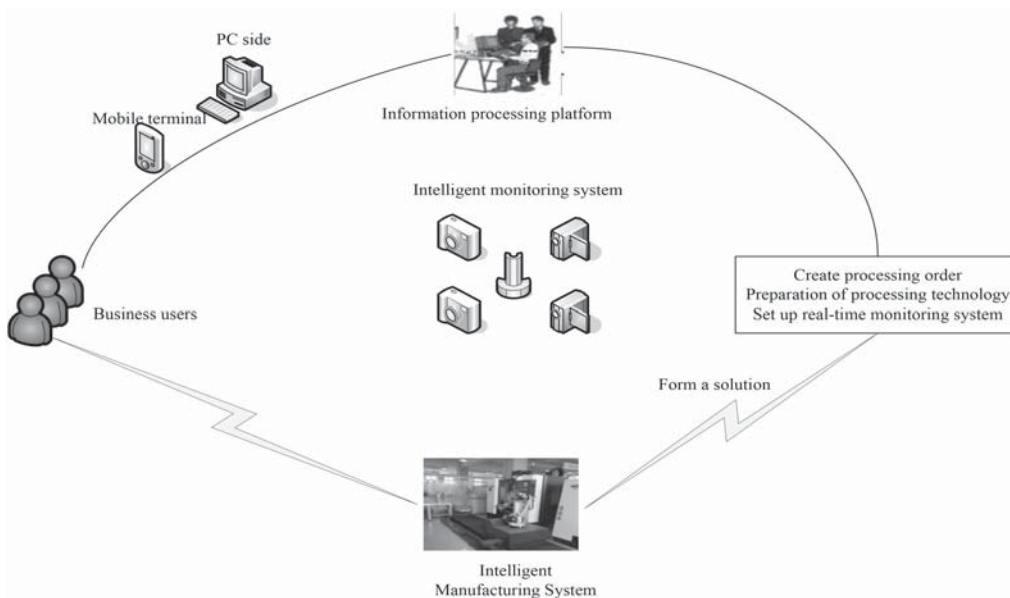 PC side
Mobile terminal
Information processing platform
Intelligent monitoring system
Business users
Create processing order
Preparation of processing technology
Set up real-time monitoring system
Form a solution
Intelligent
Manufacturing System